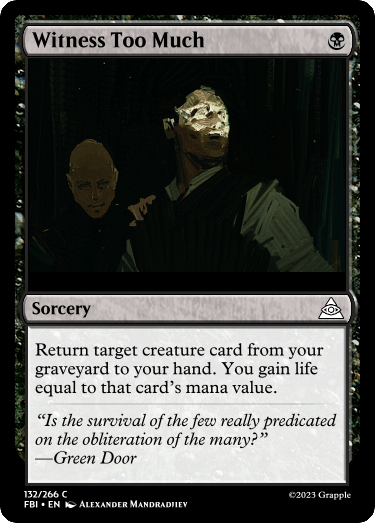 Witness Too Much
Sorcery
Return target creature card from your
graveyard to your hand. You gain life
equal to that card's mana value.
“Is the survival of the few really predicated
on the obliteration of the many?”
—Green Door
132/266 C
FBI • EN Alexander Mandradjiev
©2023 Grapple